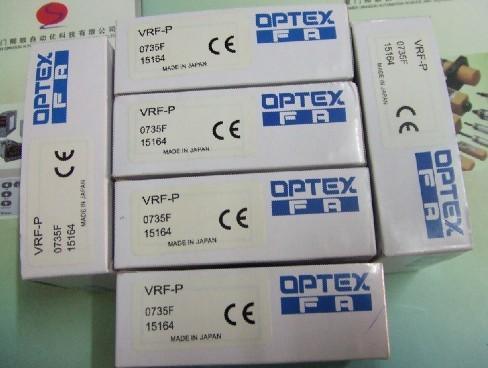 VRF-P
0735F
15164
MADE IN JAPAN
CE
OPTEX
FA
VRF-P
0735F
15164
MADE IN JAPAN
CE
OPTEX
FA
VRF-P
0735F
15164
MADE IN JAPAN
CE
OPTEX
FA
VRF-P
0735F
15164
MADE IN JAPAN
CE
OPTEX
FA
VRF-P
0735F
15164
MADE IN JAPAN
CE
OPTEX
FA
VRF-P
0735F
15164
MADE IN JAPAN
CE
OPTEX
FA